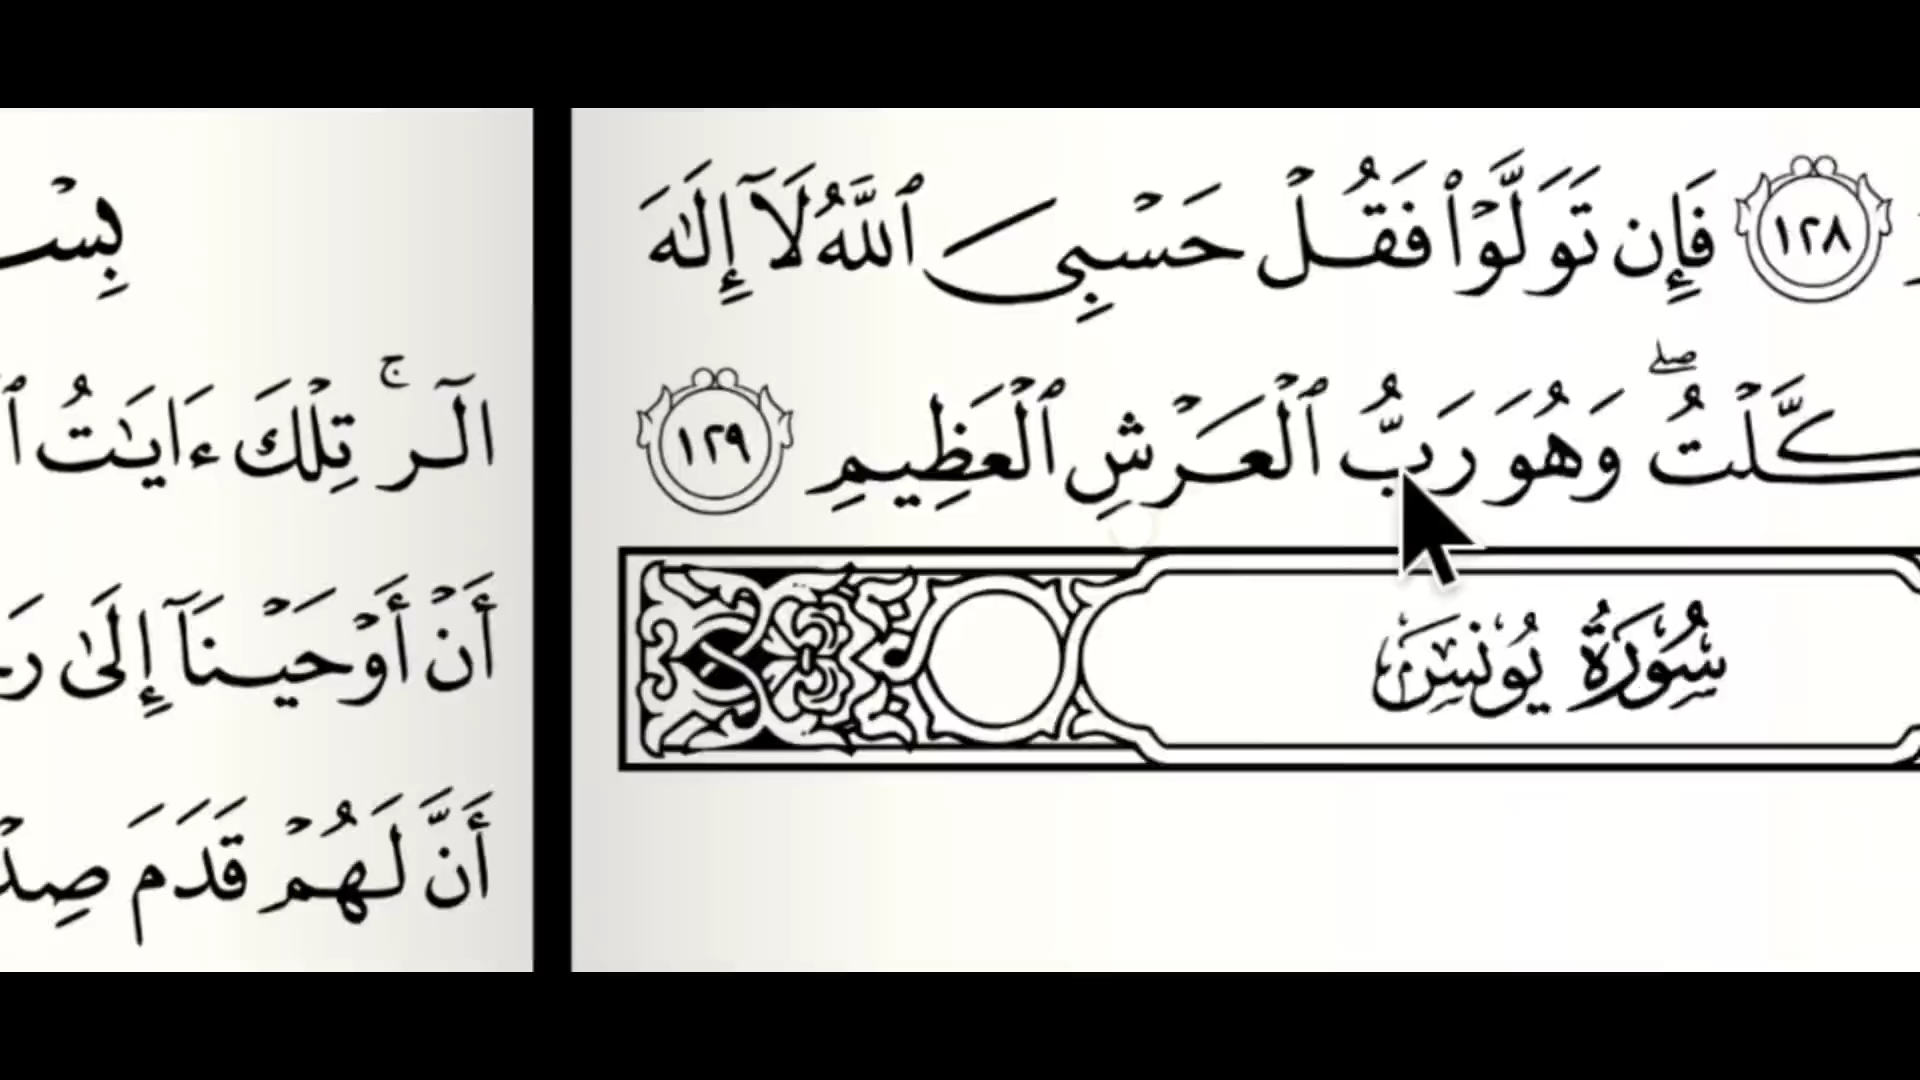 ١٢٨ فَإِن تَوَلَّوْا۟ فَقُلْ حَسْبِىَ ٱللَّهُ لَآ إِلَـٰهَ
كَّلْتُ ۖ وَهُوَ رَبُّ ٱلْعَرْشِ ٱلْعَظِيمِ ١٢٩
سُورَةُ يُونُسَ
بِسْ
الٓر ۚ تِلْكَ ءَايَـٰتُ
أَنْ أَوْحَيْنَآ إِلَىٰ رَ
أَنَّ لَهُمْ قَدَمَ صِدْ